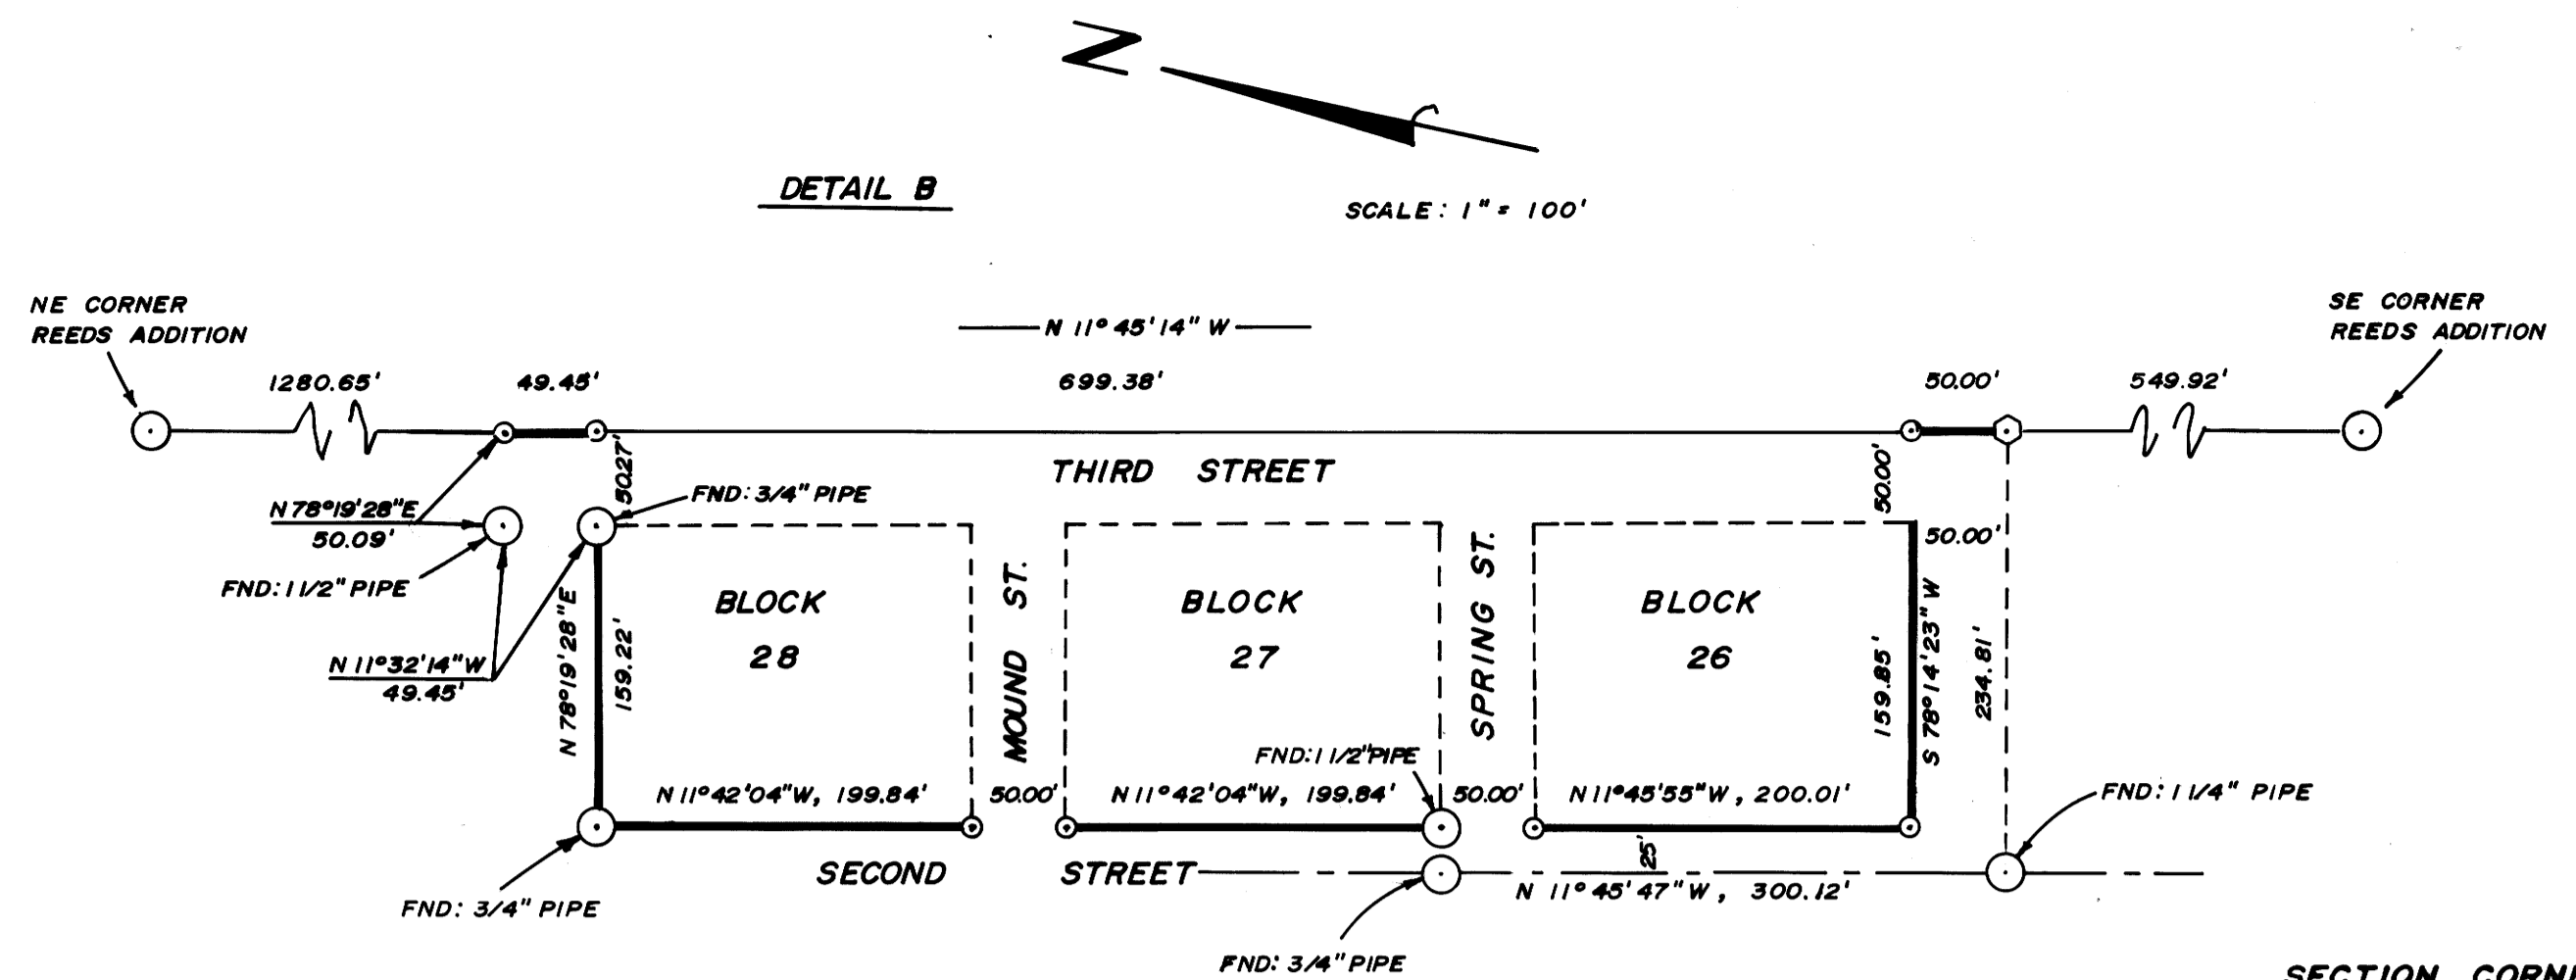 N
DETAIL B
SCALE: 1" = 100'
NE CORNER
REEDS ADDITION
SE CORNER
REEDS ADDITION
N 11° 45' 14" W
1280.65'
49.45'
699.38'
50.00'
549.92'
50.27'
THIRD STREET
50.00'
FND: 3/4" PIPE
N 78°19'28"E
50.09'
50.00'
FND: 1 1/2" PIPE
BLOCK
28
MOUND ST.
BLOCK
27
SPRING ST.
BLOCK
26
N 78°19'28"E
159.22'
159.85'
S 78°14'23" W
234.81'
N 11°32'14"W
49.45'
FND: 1 1/2" PIPE
N 11°42'04"W, 199.84'
50.00'
N 11°42'04"W, 199.84'
50.00'
N 11°45'55"W, 200.01'
FND: 1 1/4" PIPE
25'
SECOND STREET
N 11° 45' 47" W, 300.12'
FND: 3/4" PIPE
FND: 3/4" PIPE